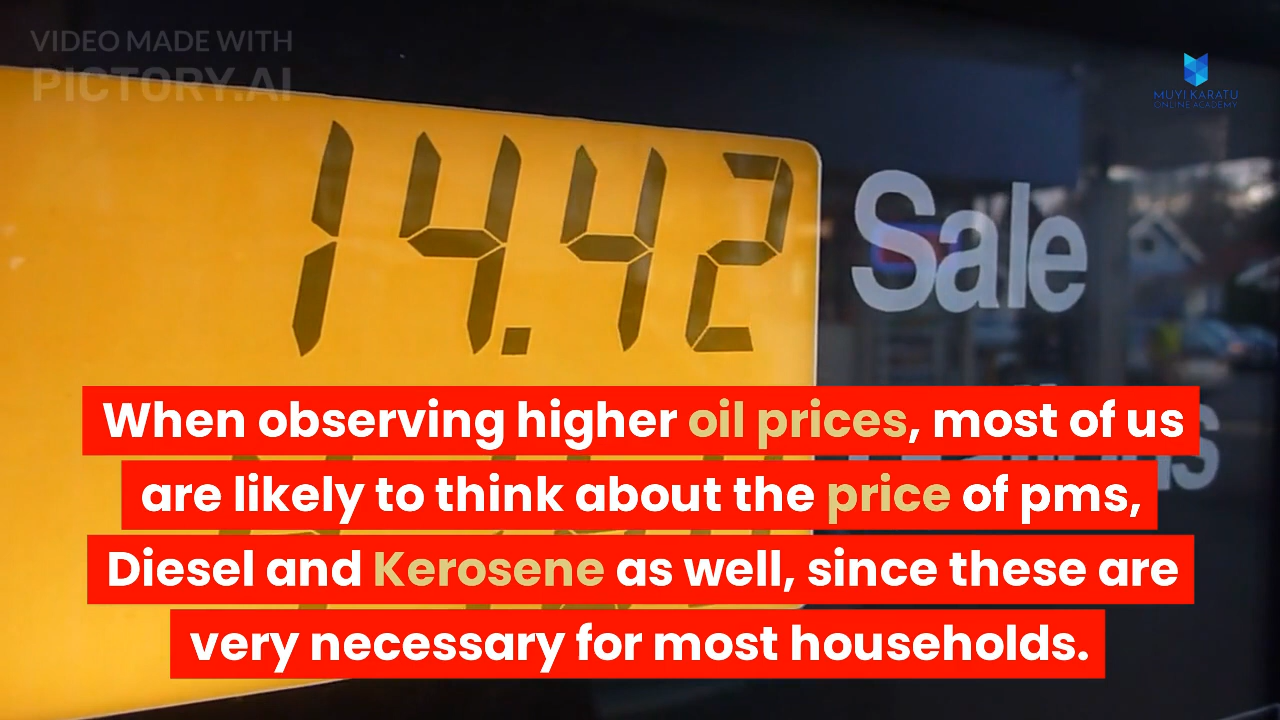 VIDEO MADE WITH
PICTORY.AI
MUYI KARATU
ONLINE ACADEMY
14.42
Sale
When observing higher oil prices, most of us
are likely to think about the price of pms,
Diesel and Kerosene as well, since these are
very necessary for most households.